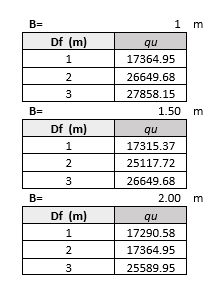 B= 1 m
Df (m) qu
1 17364.95
2 26649.68
3 27858.15
B= 1.50 m
Df (m) qu
1 17315.37
2 25117.72
3 26649.68
B= 2.00 m
Df (m) qu
1 17290.58
2 17364.95
3 25589.95